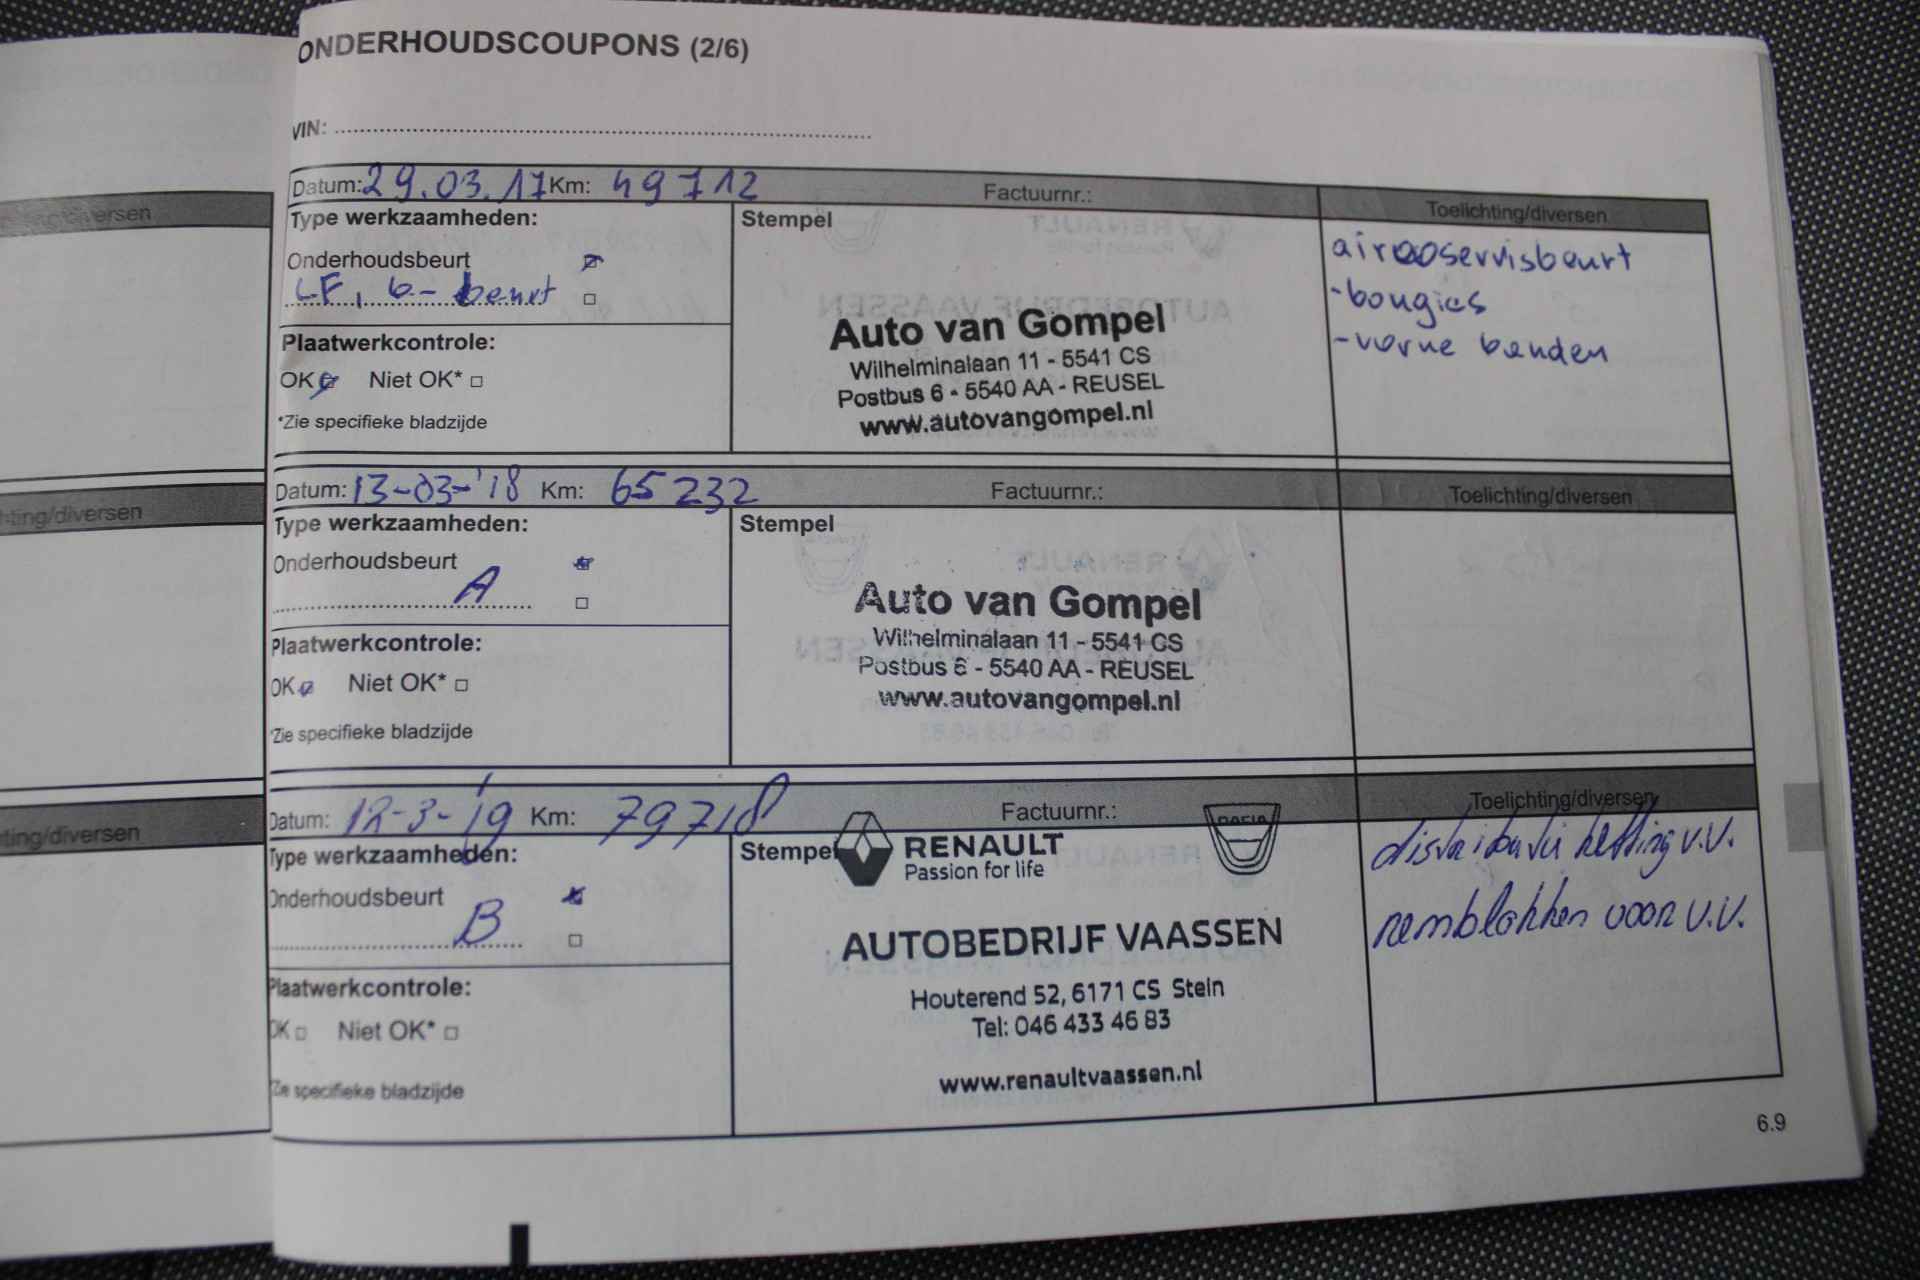 ONDERHOUDSCOUPONS (2/6)
VIN:
Datum: 29.03.17 Km: 49712 Factuurnr.: Toelichting/diversen
Type werkzaamheden: Stempel
Onderhoudsbeurt
LF, b- beurt
Plaatwerkcontrole:
OK Niet OK*
*Zie specifieke bladzijde
Auto van Gompel
Wilhelminalaan 11 - 5541 CS
Postbus 6 - 5540 AA - REUSEL
www.autovangompel.nl
aircoservisbeurt
-bougies
-vorne banden
Datum: 13-03-'18 Km: 65232 Factuurnr.: Toelichting/diversen
Type werkzaamheden: Stempel
Onderhoudsbeurt
A
Plaatwerkcontrole:
OK Niet OK*
*Zie specifieke bladzijde
Auto van Gompel
Wilhelminalaan 11 - 5541 CS
Postbus 6 - 5540 AA - REUSEL
www.autovangompel.nl
Datum: 12-3-'19 Km: 79718 Factuurnr.: Toelichting/diversen
Type werkzaamheden: Stempel
Onderhoudsbeurt
B
Plaatwerkcontrole:
OK Niet OK*
*Zie specifieke bladzijde
RENAULT
Passion for life
DACIA
AUTOBEDRIJF VAASSEN
Houterend 52, 6171 CS Stein
Tel: 046 433 46 83
www.renaultvaassen.nl
distributie ketting v.v.
remblokken voor v.v.
6.9